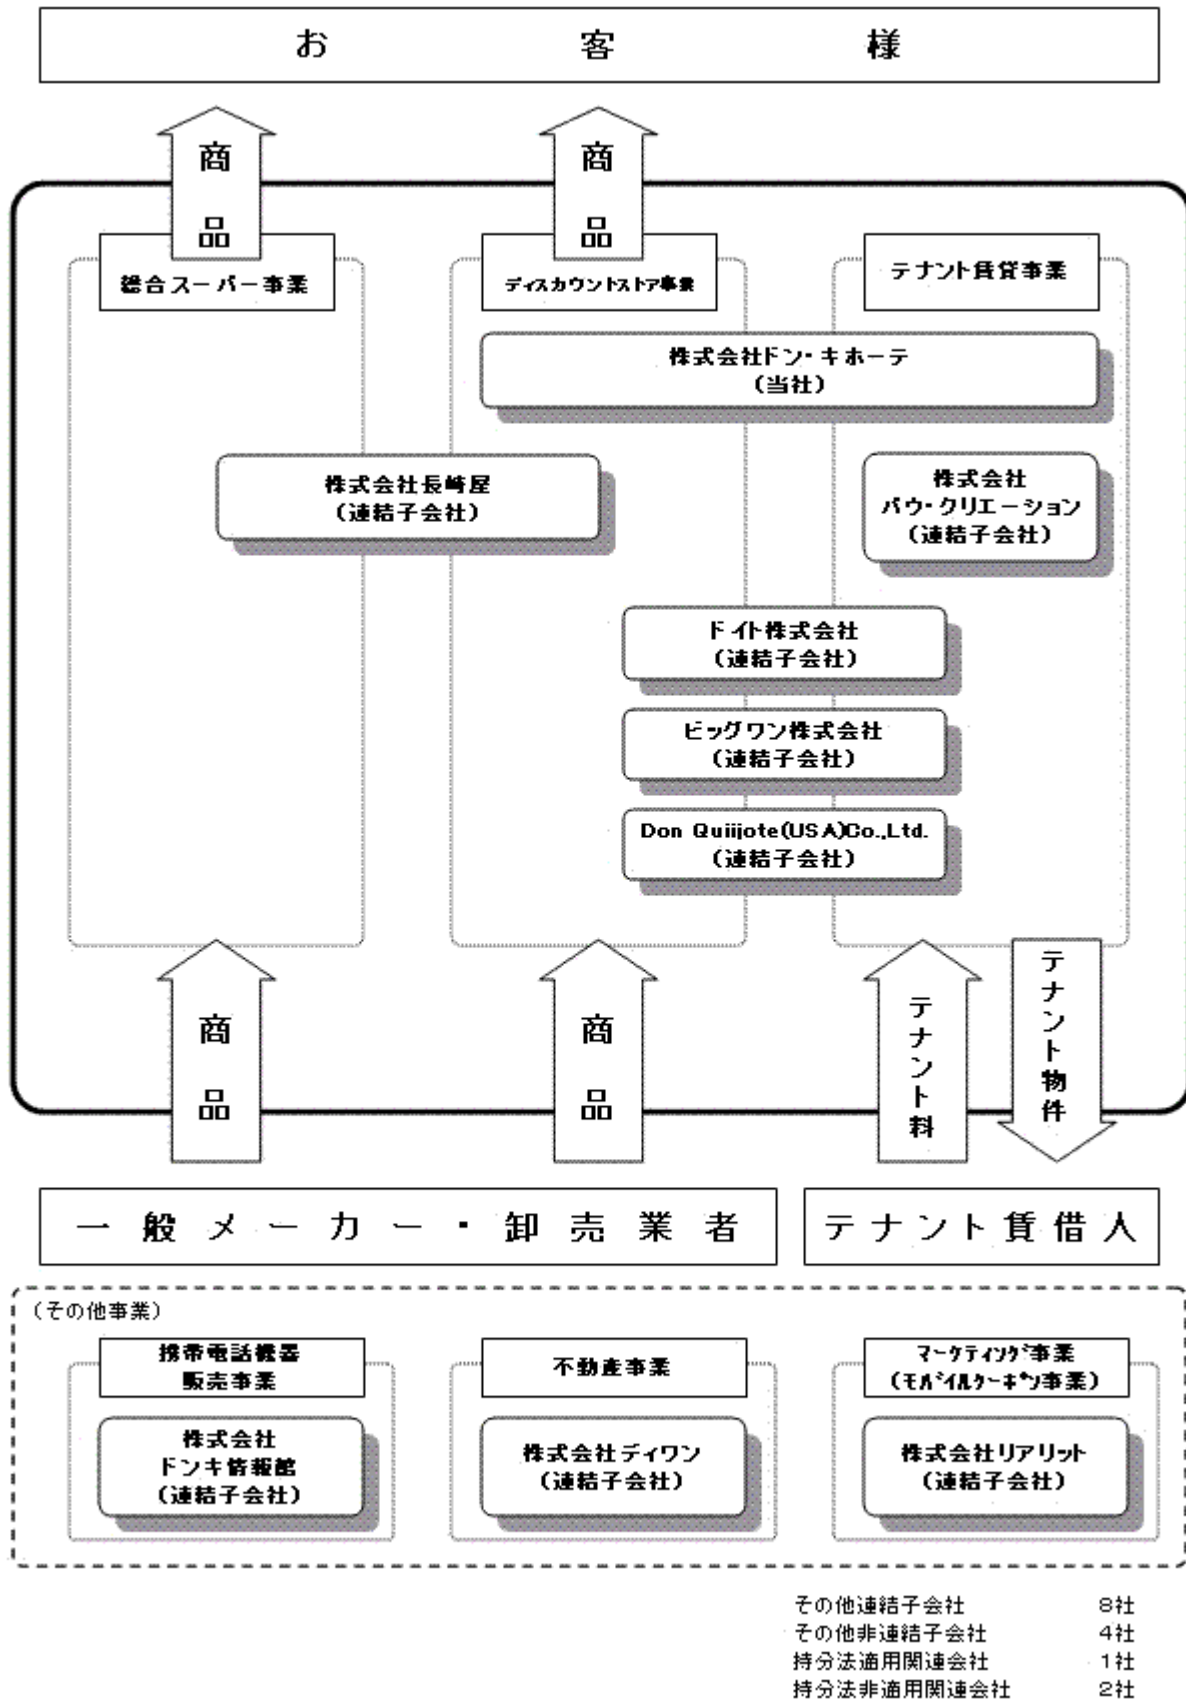 お客様
商品
商品
総合スーパー事業
ディスカウントストア事業
テナント賃貸事業
株式会社ドン・キホーテ
（当社）
株式会社長崎屋
（連結子会社）
株式会社
パウ・クリエーション
（連結子会社）
ドイト株式会社
（連結子会社）
ビッグワン株式会社
（連結子会社）
Don Quijote(USA)Co.,Ltd.
（連結子会社）
商品
商品
テナント料
テナント物件
一般メーカー・卸売業者
テナント賃借人
（その他事業）
携帯電話機器
販売事業
不動産事業
マーケティング事業
（モバイルクーポン事業）
株式会社
ドンキ情報館
（連結子会社）
株式会社ディワン
（連結子会社）
株式会社リアリット
（連結子会社）
その他連結子会社 8社
その他非連結子会社 4社
持分法適用関連会社 1社
持分法非適用関連会社 2社